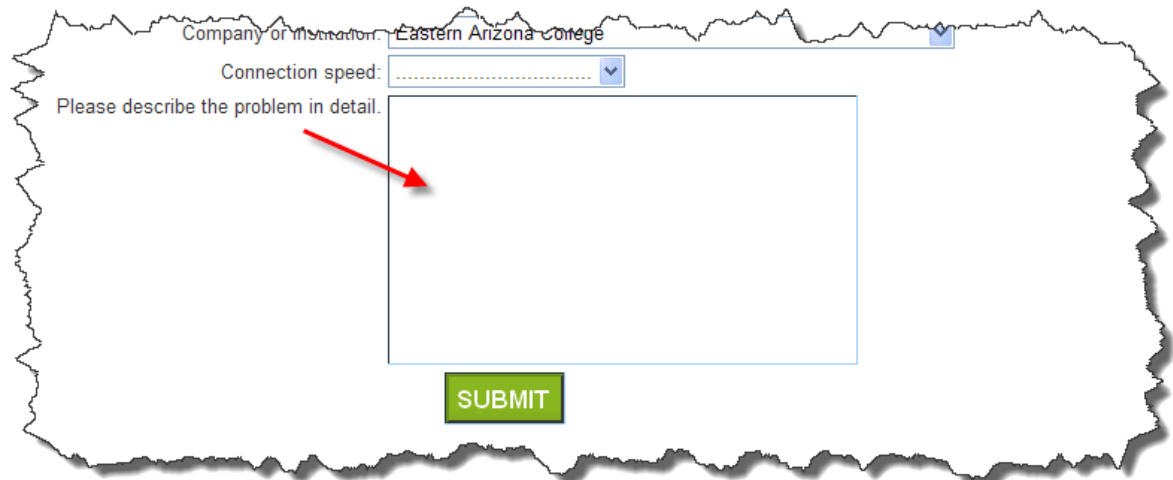 Company or Institution: Eastern Arizona College
Connection speed: .................................
Please describe the problem in detail.
SUBMIT